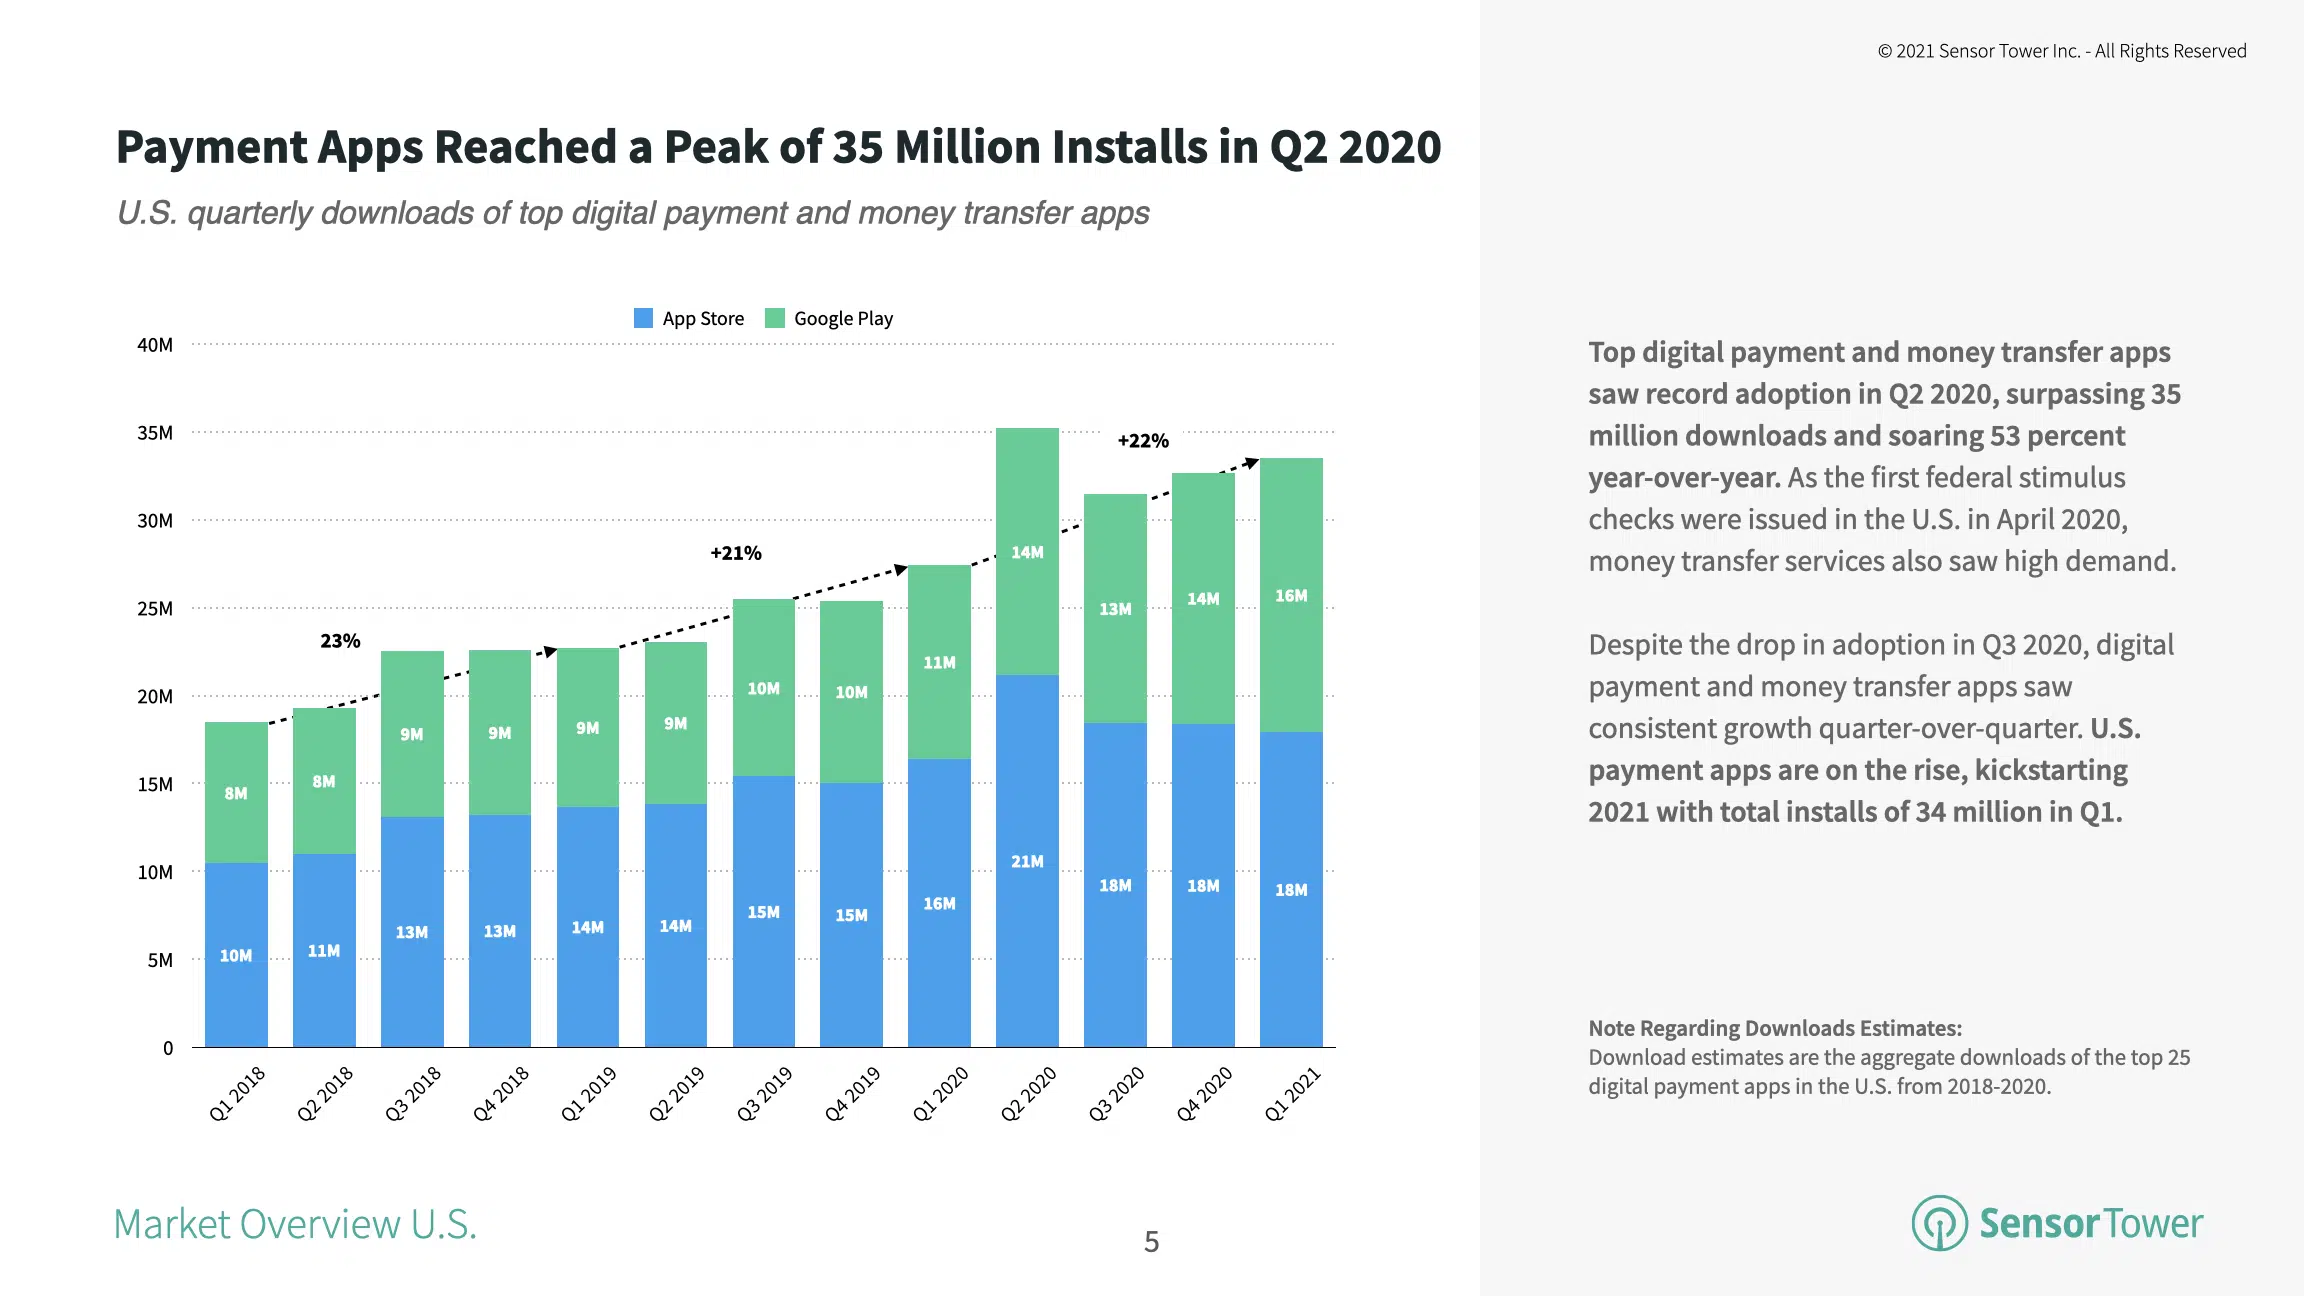 © 2021 Sensor Tower Inc. - All Rights Reserved
Payment Apps Reached a Peak of 35 Million Installs in Q2 2020
U.S. quarterly downloads of top digital payment and money transfer apps
App Store
Google Play
40M
35M
30M
25M
20M
15M
10M
5M
0
23%
+21%
+22%
8M
8M
9M
9M
9M
9M
10M
10M
11M
14M
13M
14M
16M
10M
11M
13M
13M
14M
14M
15M
15M
16M
21M
18M
18M
18M
Q1 2018
Q2 2018
Q3 2018
Q4 2018
Q1 2019
Q2 2019
Q3 2019
Q4 2019
Q1 2020
Q2 2020
Q3 2020
Q4 2020
Q1 2021
Top digital payment and money transfer apps
saw record adoption in Q2 2020, surpassing 35
million downloads and soaring 53 percent
year-over-year. As the first federal stimulus
checks were issued in the U.S. in April 2020,
money transfer services also saw high demand.
Despite the drop in adoption in Q3 2020, digital
payment and money transfer apps saw
consistent growth quarter-over-quarter. U.S.
payment apps are on the rise, kickstarting
2021 with total installs of 34 million in Q1.
Note Regarding Downloads Estimates:
Download estimates are the aggregate downloads of the top 25
digital payment apps in the U.S. from 2018-2020.
Market Overview U.S.
5
SensorTower